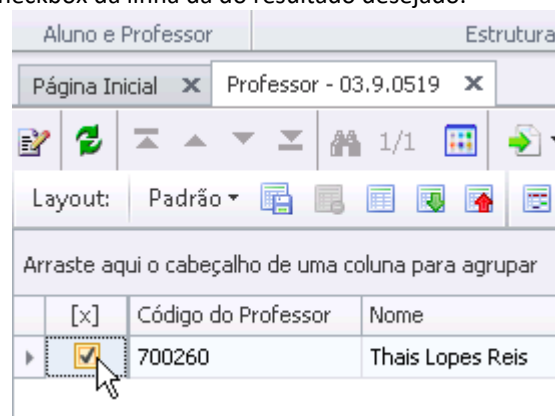 checkbox da linha da do resultado desejado.
Aluno e Professor Estrutura
Página Inicial Professor - 03.9.0519
1/1
Layout: Padrão
Arraste aqui o cabeçalho de uma coluna para agrupar
[x] Código do Professor Nome
700260 Thais Lopes Reis